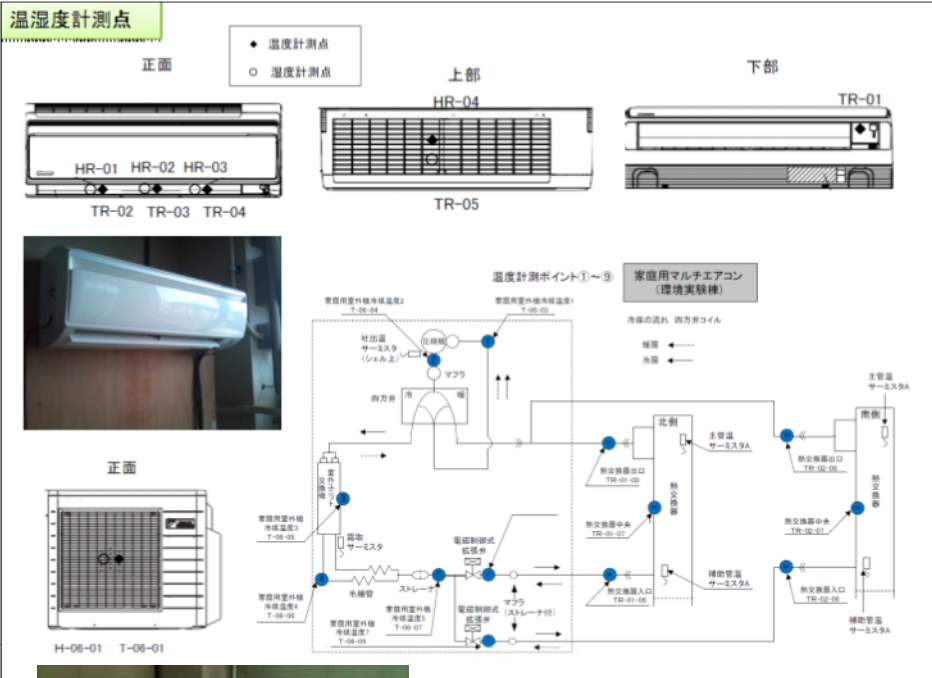 温湿度計測点
◆ 温度計測点
○ 湿度計測点
正面
上部
下部
HR-04
TR-01
HR-01 HR-02 HR-03
TR-02 TR-03 TR-04
TR-05
温度計測ポイント①～⑨
家庭用マルチエアコン
(環境実験棟)
家庭用室外機冷媒温度2
T-06-04
家庭用室外機冷媒温度1
T-06-03
冷媒の流れ 四方弁コイル
暖房
冷房
吐出温
サーミスタ
(シェル上)
圧縮機
マフラ
四方弁
冷
暖
主管温
サーミスタA
北側
南側
主管温
サーミスタA
熱交換器出口
熱交換器出口
TR-02-08
正面
室外ユニット
交換機
3
熱交換器
熱交換器
家庭用室外機
冷媒温度3
T-06-05
熱交換器中央
TR-01-07
熱交換器中央
TR-02-07
霜取
サーミスタ
電磁制御式
拡張弁
4
毛細管
ストレーナ
補助管温
サーミスタA
熱交換器入口
熱交換器入口
TR-02-06
家庭用室外機
冷媒温度4
T-06-06
家庭用室外機
冷媒温度5
T-06-07
マフラ
(ストレーナ付)
電磁制御式
拡張弁
家庭用室外機
冷媒温度7
補助管温
サーミスタA
H-06-01 T-06-01